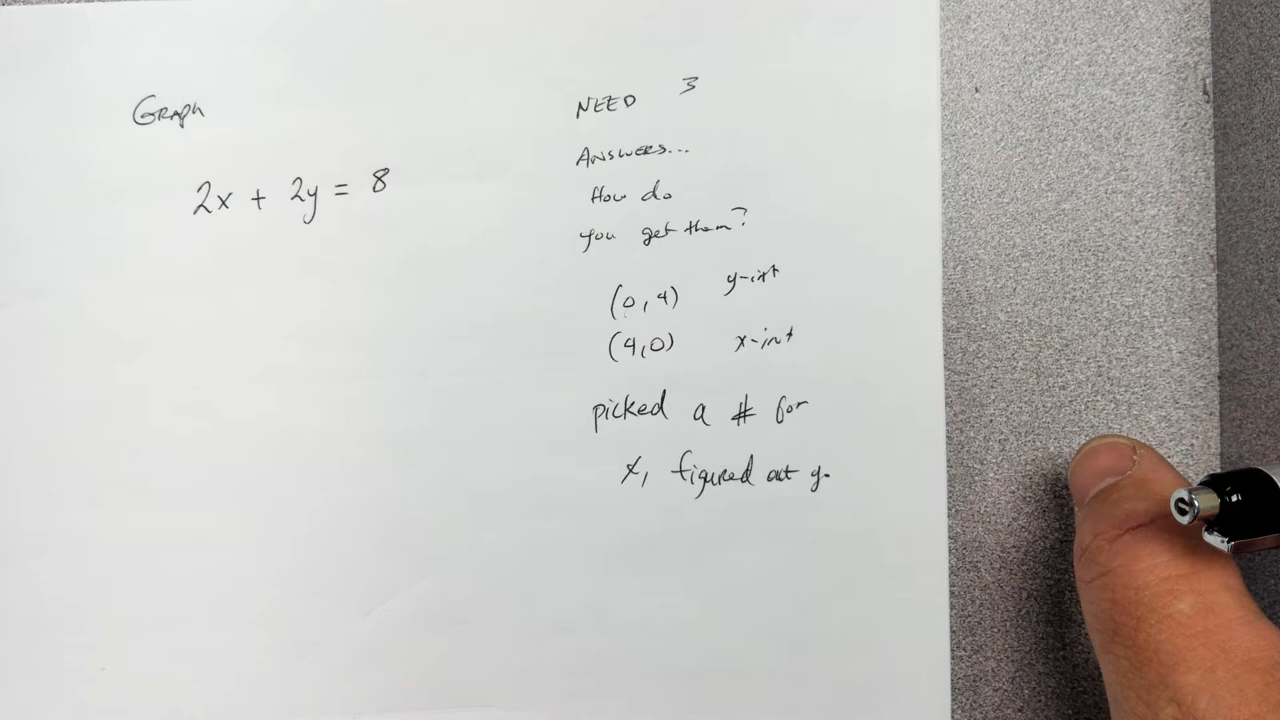 Graph
2x + 2y = 8
NEED 3
ANSWERS...
How do
you get them?
(0,4) y-int
(4,0) x-int
picked a # for
x, figured out y.